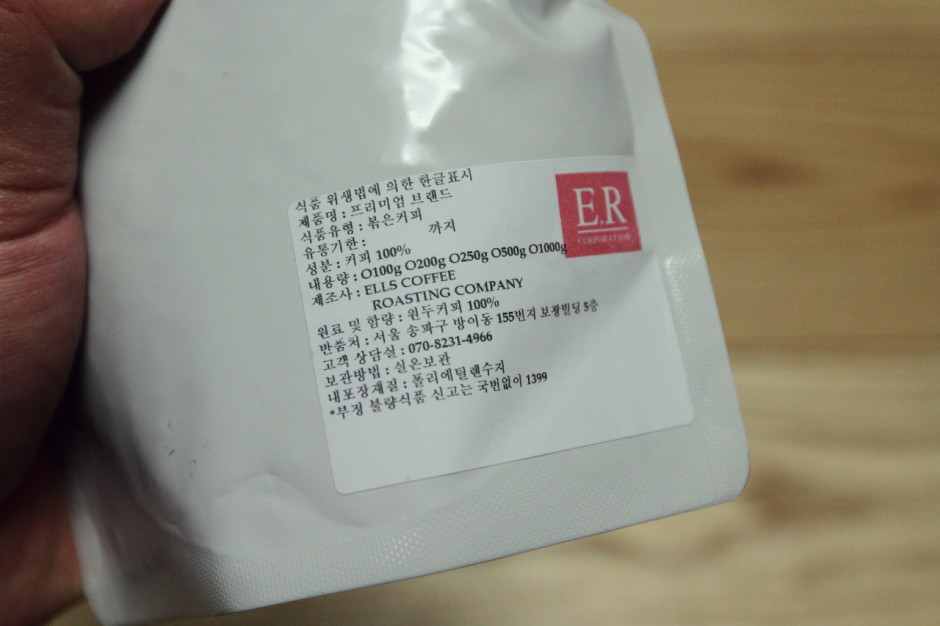 식품 위생법에 의한 한글표시
제품명 : 프리미엄 브랜드
식품유형 : 볶은커피
유통기한 : 까지
성분 : 커피 100%
내용량 : O100g O200g O250g O500g O1000g
제조사 : ELLS COFFEE
ROASTING COMPANY
원료 및 함량 : 원두커피 100%
반품처 : 서울 송파구 방이동 155번지 보광빌딩 5층
고객 상담실 : 070-8231-4966
보관방법 : 실온보관
내포장재질 : 폴리에틸렌수지
*부정 불량식품 신고는 국번없이 1399
E.R
CORPORATION